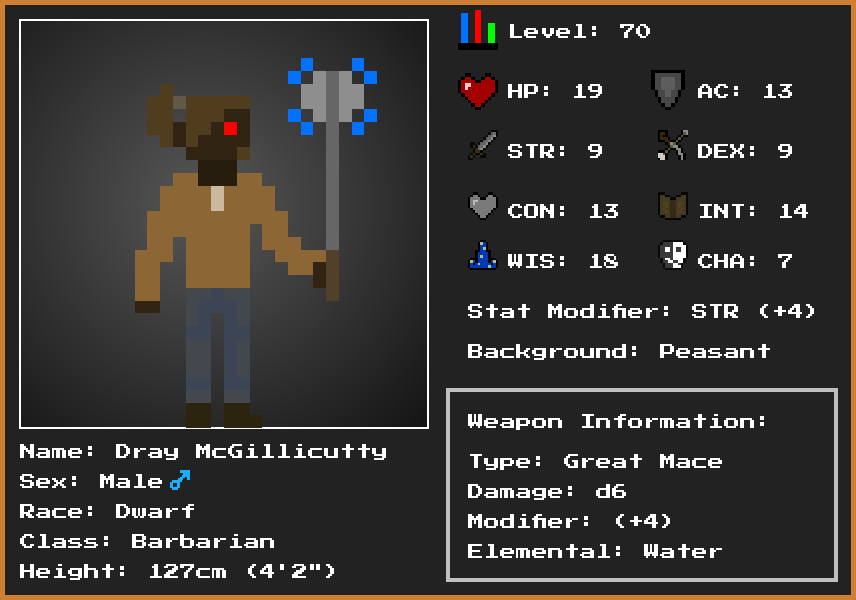 Level: 70
HP: 19
AC: 13
STR: 9
DEX: 9
CON: 13
INT: 14
WIS: 18
CHA: 7
Stat Modifier: STR (+4)
Background: Peasant
Name: Dray McGillicutty
Sex: Male ♂
Race: Dwarf
Class: Barbarian
Height: 127cm (4'2")
Weapon Information:
Type: Great Mace
Damage: d6
Modifier: (+4)
Elemental: Water